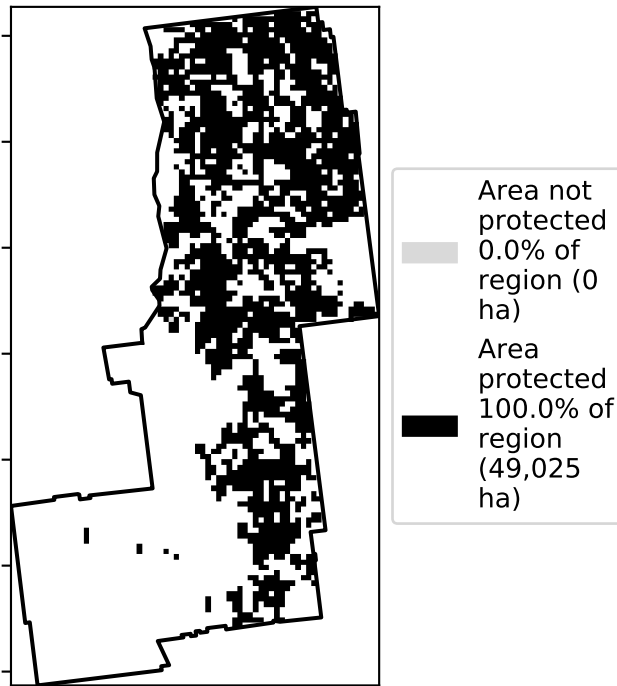 Area not
protected
0.0% of
region (0
ha)
Area
protected
100.0% of
region
(49,025
ha)